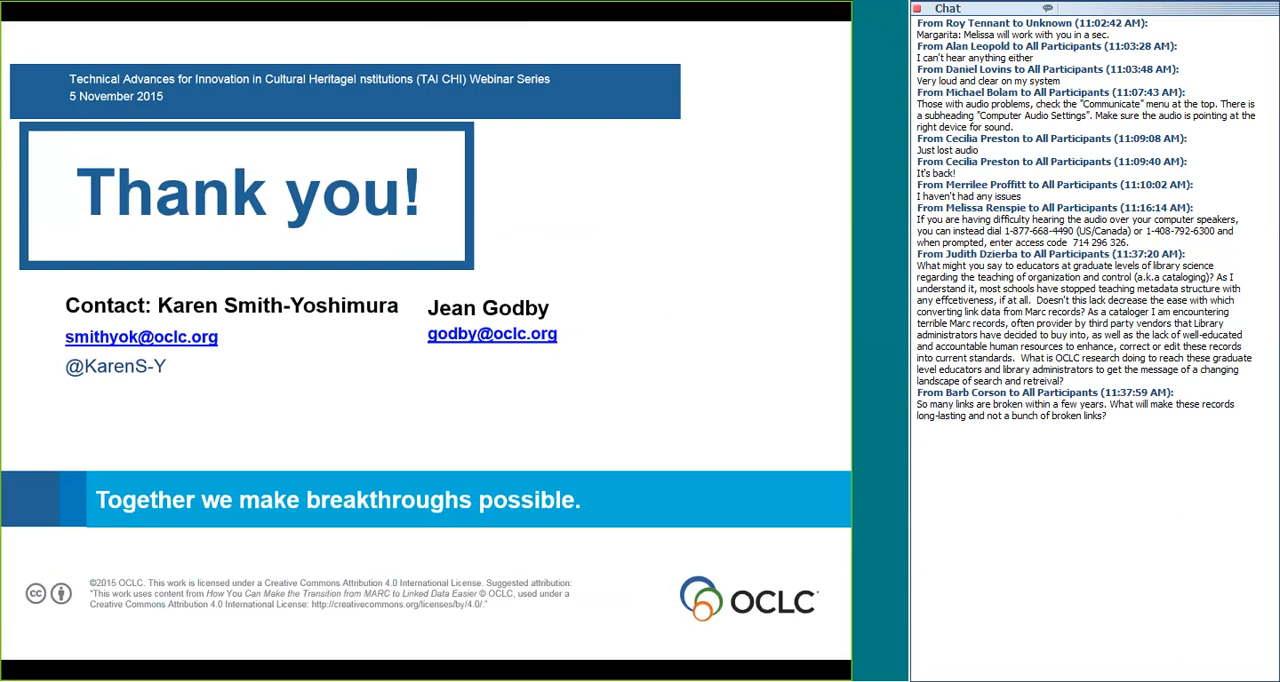 Technical Advances for Innovation in Cultural Heritagel nstitutions (TAI CHI) Webinar Series
5 November 2015
Thank you!
Contact: Karen Smith-Yoshimura
smithyok@oclc.org
@KarenS-Y
Jean Godby
godby@oclc.org
Together we make breakthroughs possible.
cc
©2015 OCLC. This work is licensed under a Creative Commons Attribution 4.0 International License. Suggested attribution:
"This work uses content from How You Can Make the Transition from MARC to Linked Data Easier © OCLC, used under a
Creative Commons Attribution 4.0 International License: http://creativecommons.org/licenses/by/4.0/."
OCLC
Chat
From Roy Tennant to Unknown (11:02:42 AM):
Margarita: Melissa will work with you in a sec.
From Alan Leopold to All Participants (11:03:28 AM):
I can't hear anything either
From Daniel Lovins to All Participants (11:03:48 AM):
Very loud and clear on my system
From Michael Bolam to All Participants (11:07:43 AM):
Those with audio problems, check the "Communicate" menu at the top. There is
a subheading "Computer Audio Settings". Make sure the audio is pointing at the
right device for sound.
From Cecilia Preston to All Participants (11:09:08 AM):
Just lost audio
From Cecilia Preston to All Participants (11:09:40 AM):
It's back!
From Merrilee Proffitt to All Participants (11:10:02 AM):
I haven't had any issues
From Melissa Renspie to All Participants (11:16:14 AM):
If you are having difficulty hearing the audio over your computer speakers,
you can instead dial 1-877-668-4490 (US/Canada) or 1-408-792-6300 and
when prompted, enter access code 714 296 326.
From Judith Dzierba to All Participants (11:37:20 AM):
What might you say to educators at graduate levels of library science
regarding the teaching of organization and control (a.k.a cataloging)? As I
understand it, most schools have stopped teaching metadata structure with
any effcetiveness, if at all. Doesn't this lack decrease the ease with which
converting link data from Marc records? As a cataloger I am encountering
terrible Marc records, often provider by third party vendors that Library
administrators have decided to buy into, as well as the lack of well-educated
and accountable human resources to enhance, correct or edit these records
into current standards. What is OCLC research doing to reach these graduate
level educators and library administrators to get the message of a changing
landscape of search and retreival?
From Barb Corson to All Participants (11:37:59 AM):
So many links are broken within a few years. What will make these records
long-lasting and not a bunch of broken links?